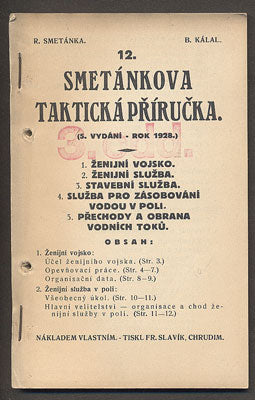 R. SMETÁNKA. B. KÁLAL.
12.
SMETÁNKOVA
TAKTICKÁ PŘÍRUČKA.
(5. VYDÁNÍ - ROK 1928.)
3. odd.
1. ŽENIJNÍ VOJSKO.
2. ŽENIJNÍ SLUŽBA.
3. STAVEBNÍ SLUŽBA.
4. SLUŽBA PRO ZÁSOBOVÁNÍ
VODOU V POLI.
5. PŘECHODY A OBRANA
VODNÍCH TOKŮ.
OBSAH:
1. Ženijní vojsko:
Účel ženijního vojska. (Str. 3.)
Opevňovací práce. (Str. 4—7.)
Organisační data. (Str. 8—9.)
2. Ženijní služba v poli:
Všeobecný úkol. (Str. 10—11.)
Hlavní velitelství — organisace a chod že-
nijní služby v poli. (Str. 11—12.)
NÁKLADEM VLASTNÍM. - TISKL FR. SLAVÍK, CHRUDIM.